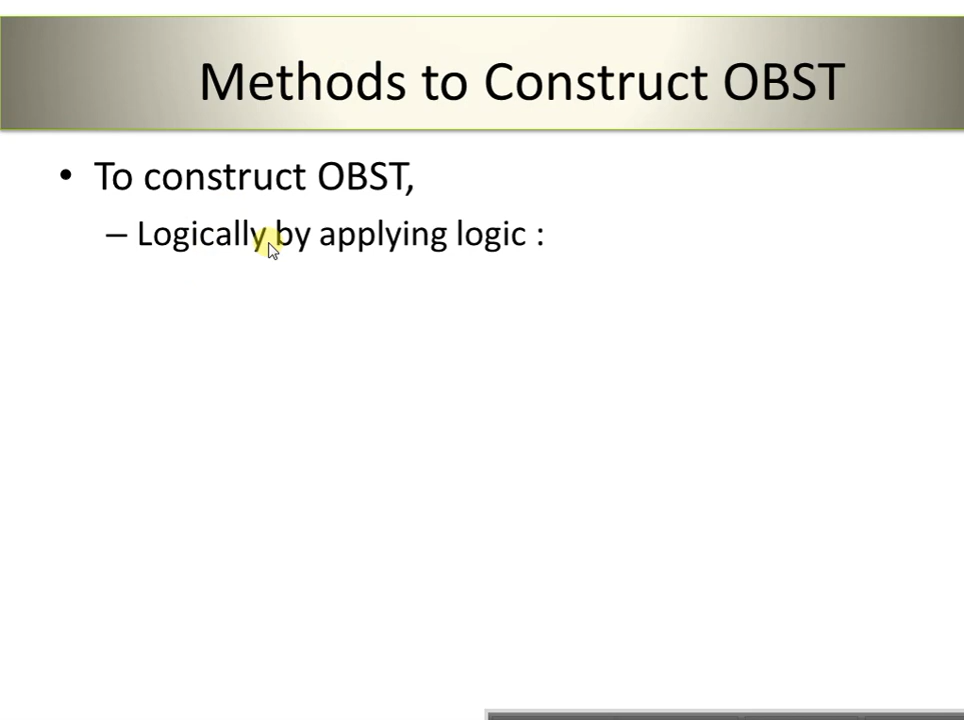 Methods to Construct OBST
• To construct OBST,
– Logically by applying logic :